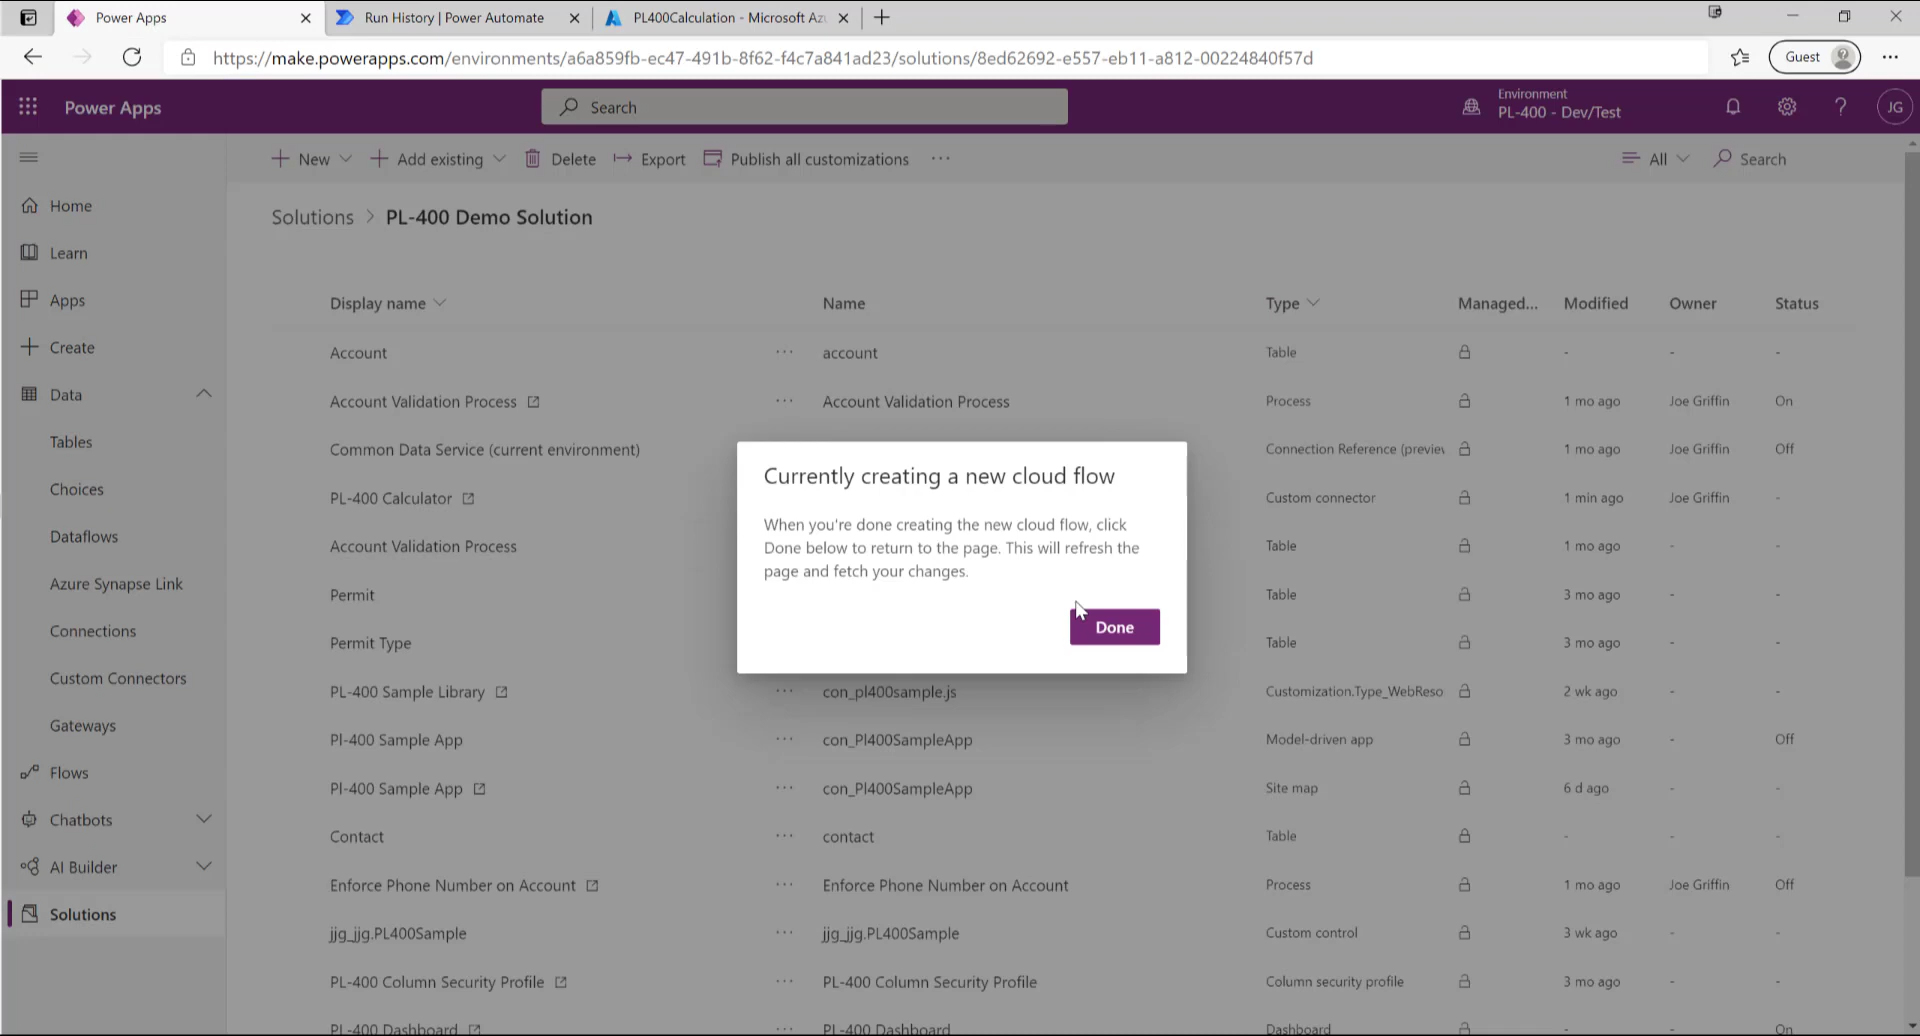 Power Apps
Run History | Power Automate
PL400Calculation - Microsoft Az
https://make.powerapps.com/environments/a6a859fb-ec47-491b-8f62-f4c7a841ad23/solutions/8ed62692-e557-eb11-a812-00224840f57d
Guest
Power Apps
Search
Environment
PL-400 - Dev/Test
JG
New
Add existing
Delete
Export
Publish all customizations
All
Search
Home
Learn
Apps
Create
Data
Tables
Choices
Dataflows
Azure Synapse Link
Connections
Custom Connectors
Gateways
Flows
Chatbots
AI Builder
Solutions
Solutions > PL-400 Demo Solution
Display name Name Type Managed... Modified Owner Status
Account ... account Table - - -
Account Validation Process ... Account Validation Process Process 1 mo ago Joe Griffin On
Common Data Service (current environment) Connection Reference (previev 1 mo ago Joe Griffin Off
PL-400 Calculator Custom connector 1 min ago Joe Griffin -
Account Validation Process Table 1 mo ago - -
Permit Table 3 mo ago - -
Permit Type Table 3 mo ago - -
PL-400 Sample Library ... con_pl400sample.js Customization.Type_WebReso 2 wk ago - -
Pl-400 Sample App ... con_Pl400SampleApp Model-driven app 3 mo ago - Off
Pl-400 Sample App ... con_Pl400SampleApp Site map 6 d ago - -
Contact ... contact Table - - -
Enforce Phone Number on Account ... Enforce Phone Number on Account Process 1 mo ago Joe Griffin Off
jjg_jjg.PL400Sample ... jjg_jjg.PL400Sample Custom control 3 wk ago - -
PL-400 Column Security Profile ... PL-400 Column Security Profile Column security profile 3 mo ago - -
PL-400 Dashboard ... PL-400 Dashboard Dashboard - - On
Currently creating a new cloud flow
When you're done creating the new cloud flow, click
Done below to return to the page. This will refresh the
page and fetch your changes.
Done